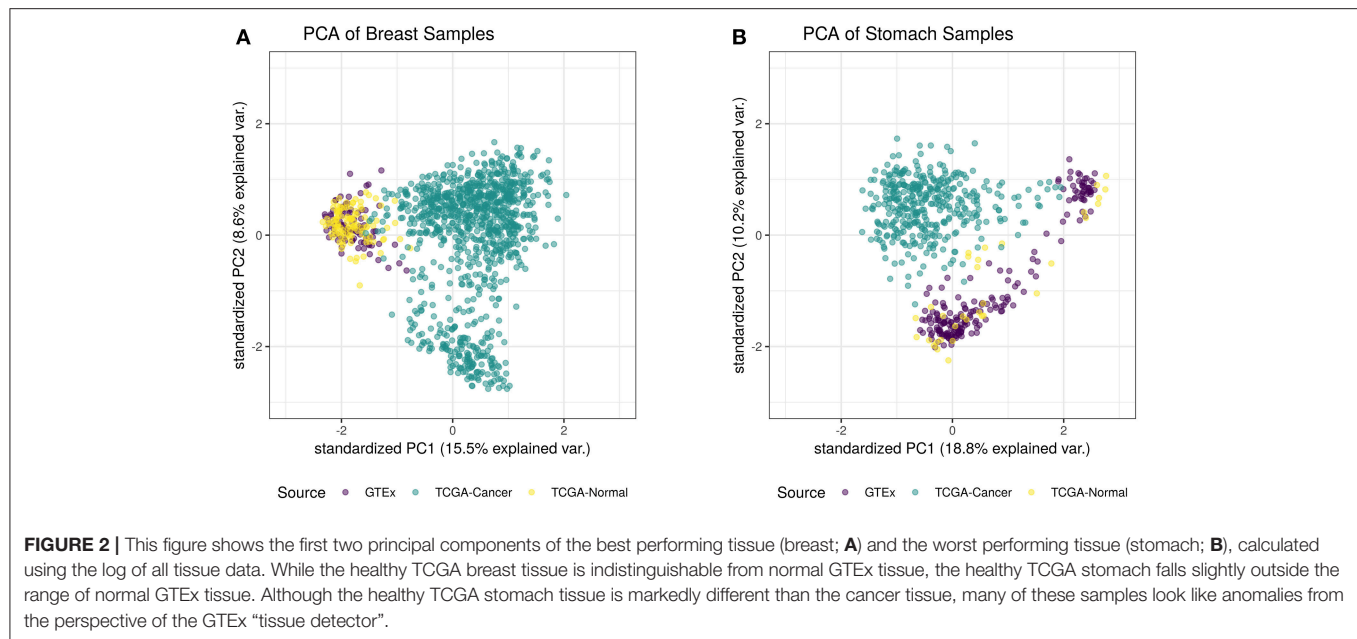 A PCA of Breast Samples
standardized PC2 (8.6% explained var.)
2
0
-2
-2 0 2
standardized PC1 (15.5% explained var.)
Source GTEx TCGA-Cancer TCGA-Normal
B PCA of Stomach Samples
standardized PC2 (10.2% explained var.)
2
0
-2
-2 0 2
standardized PC1 (18.8% explained var.)
Source GTEx TCGA-Cancer TCGA-Normal
FIGURE 2 | This figure shows the first two principal components of the best performing tissue (breast; A) and the worst performing tissue (stomach; B), calculated
using the log of all tissue data. While the healthy TCGA breast tissue is indistinguishable from normal GTEx tissue, the healthy TCGA stomach falls slightly outside the
range of normal GTEx tissue. Although the healthy TCGA stomach tissue is markedly different than the cancer tissue, many of these samples look like anomalies from
the perspective of the GTEx “tissue detector”.